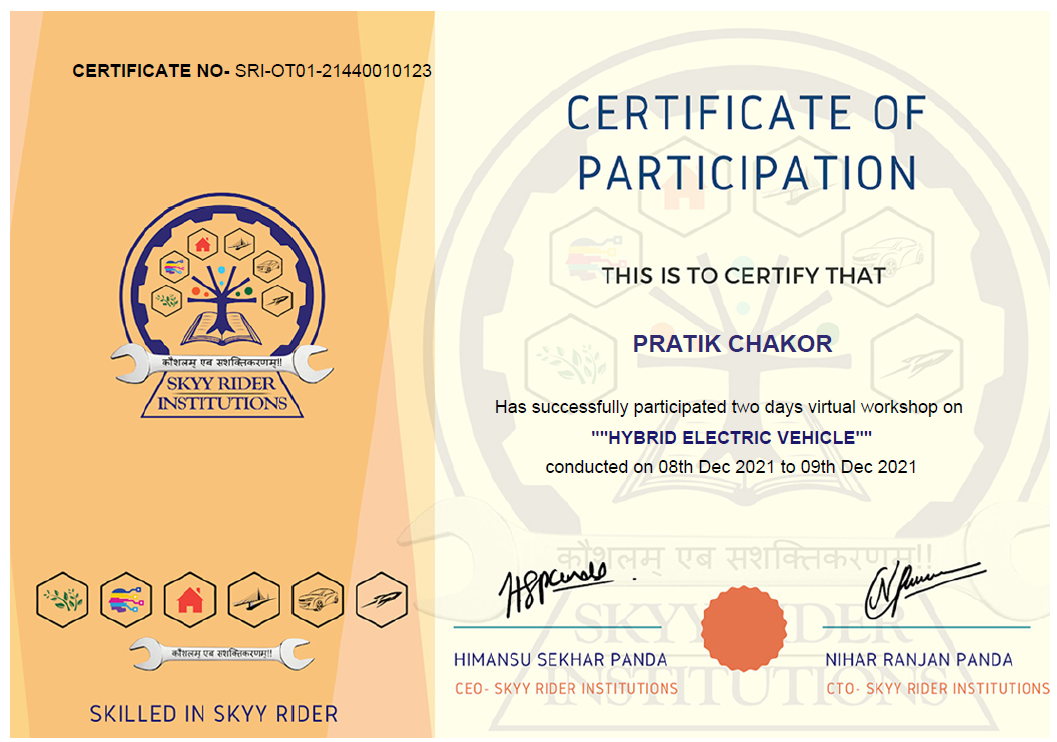 CERTIFICATE NO- SRI-OT01-21440010123
कौशलम् एब सशक्तिकरणम्!!
SKYY RIDER
INSTITUTIONS
कौशलम् एब सशक्तिकरणम्!!
SKILLED IN SKYY RIDER
CERTIFICATE OF
PARTICIPATION
THIS IS TO CERTIFY THAT
PRATIK CHAKOR
Has successfully participated two days virtual workshop on
""HYBRID ELECTRIC VEHICLE""
conducted on 08th Dec 2021 to 09th Dec 2021
कौशलम् एब सशक्तिकरणम्!!
SKYY RIDER
INSTITUTIONS
HIMANSU SEKHAR PANDA
CEO- SKYY RIDER INSTITUTIONS
NIHAR RANJAN PANDA
CTO- SKYY RIDER INSTITUTIONS